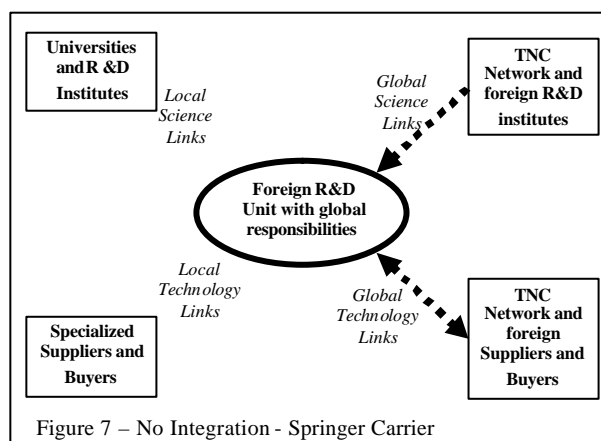 Universities
and R &D
Institutes
Local
Science
Links
Global
Science
Links
TNC
Network and
foreign R&D
institutes
Foreign R&D
Unit with global
responsibilities
Local
Technology
Links
Global
Technology
Links
Specialized
Suppliers and
Buyers
TNC
Network and
foreign
Suppliers and
Buyers
Figure 7 – No Integration - Springer Carrier